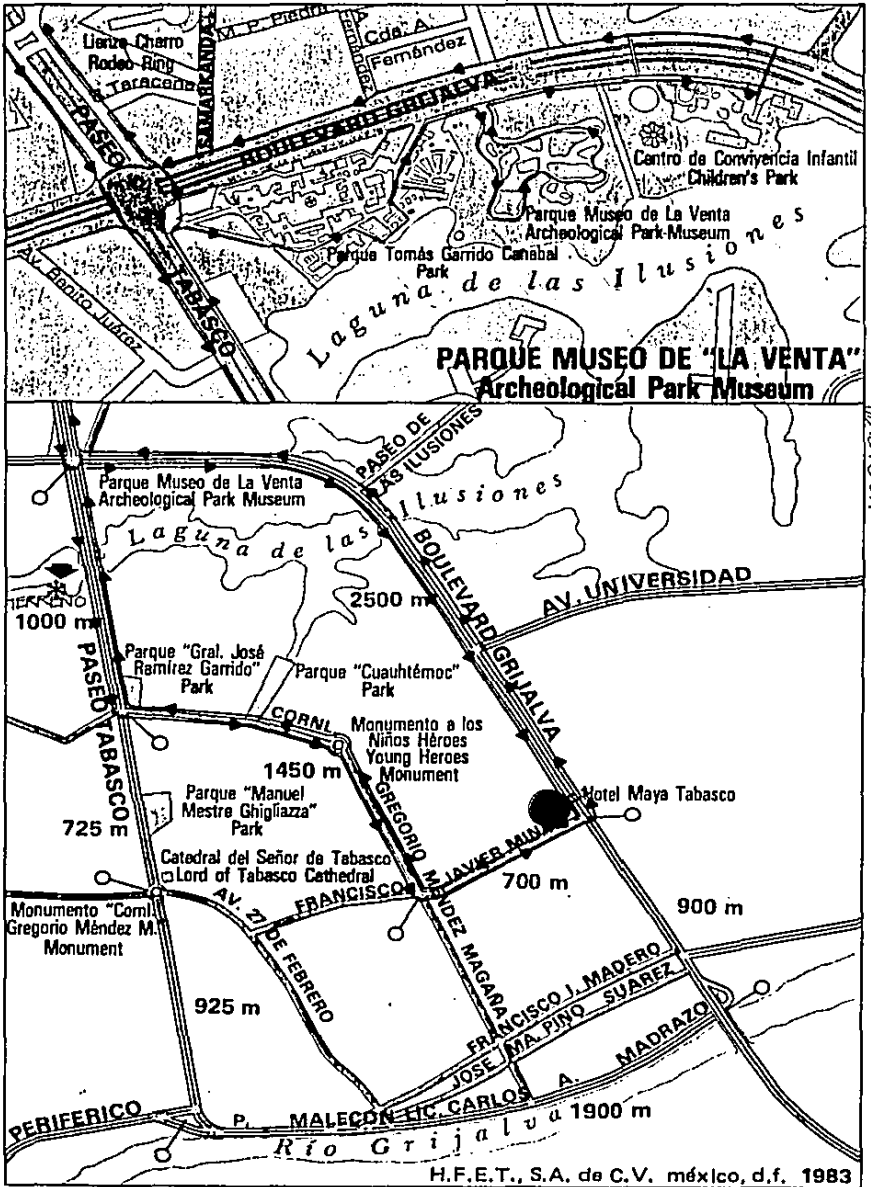 Lienzo Charro
Rodeo Ring
Taracena
SAMARKANDA
M. P. Piedra
A. Fernández
Cda. A.
Fernández
PASEO
TABASCO
BOULEVARD GRIJALVA
Centro de Convivencia Infantil
Children's Park
Parque Museo de La Venta
Archeological Park Museum
Parque Tomás Garrido Canabal
Park
Av. Benito Juárez
Laguna de las Ilusiones
PARQUE MUSEO DE "LA VENTA"
Archeological Park Museum
PASEO DE
LAS ILUSIONES
Parque Museo de La Venta
Archeological Park Museum
Laguna de las Ilusiones
BOULEVARD GRIJALVA
AV. UNIVERSIDAD
2500 m
TERRENO
1000 m
PASEO TABASCO
Parque "Gral. José
Ramírez Garrido"
Park
Parque "Cuauhtémoc"
Park
CORNL.
GREGORIO MENDEZ MAGAÑA
Monumento a los
Niños Héroes
Young Heroes
Monument
1450 m
Parque "Manuel
Mestre Ghigliazza"
Park
725 m
Hotel Maya Tabasco
Catedral del Señor de Tabasco
Lord of Tabasco Cathedral
FRANCISCO JAVIER MINA
700 m
900 m
Monumento "Cornl.
Gregorio Méndez M."
Monument
AV. 27 DE FEBRERO
925 m
FRANCISCO I. MADERO
JOSE MA. PINO SUAREZ
PERIFERICO
P. MALECON LIC. CARLOS A. MADRAZO
1900 m
Río Grijalva
H.F.E.T., S.A. de C.V. méxico, d.f. 1983